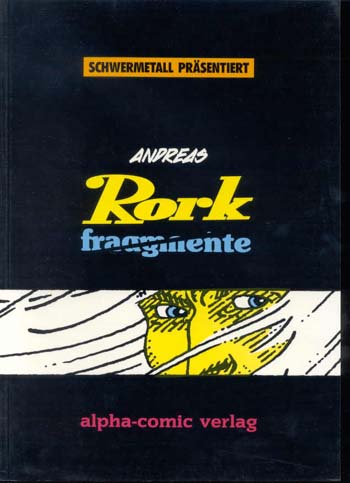 SCHWERMETALL PRÄSENTIERT
ANDREAS
Rork
fragmente
alpha-comic verlag